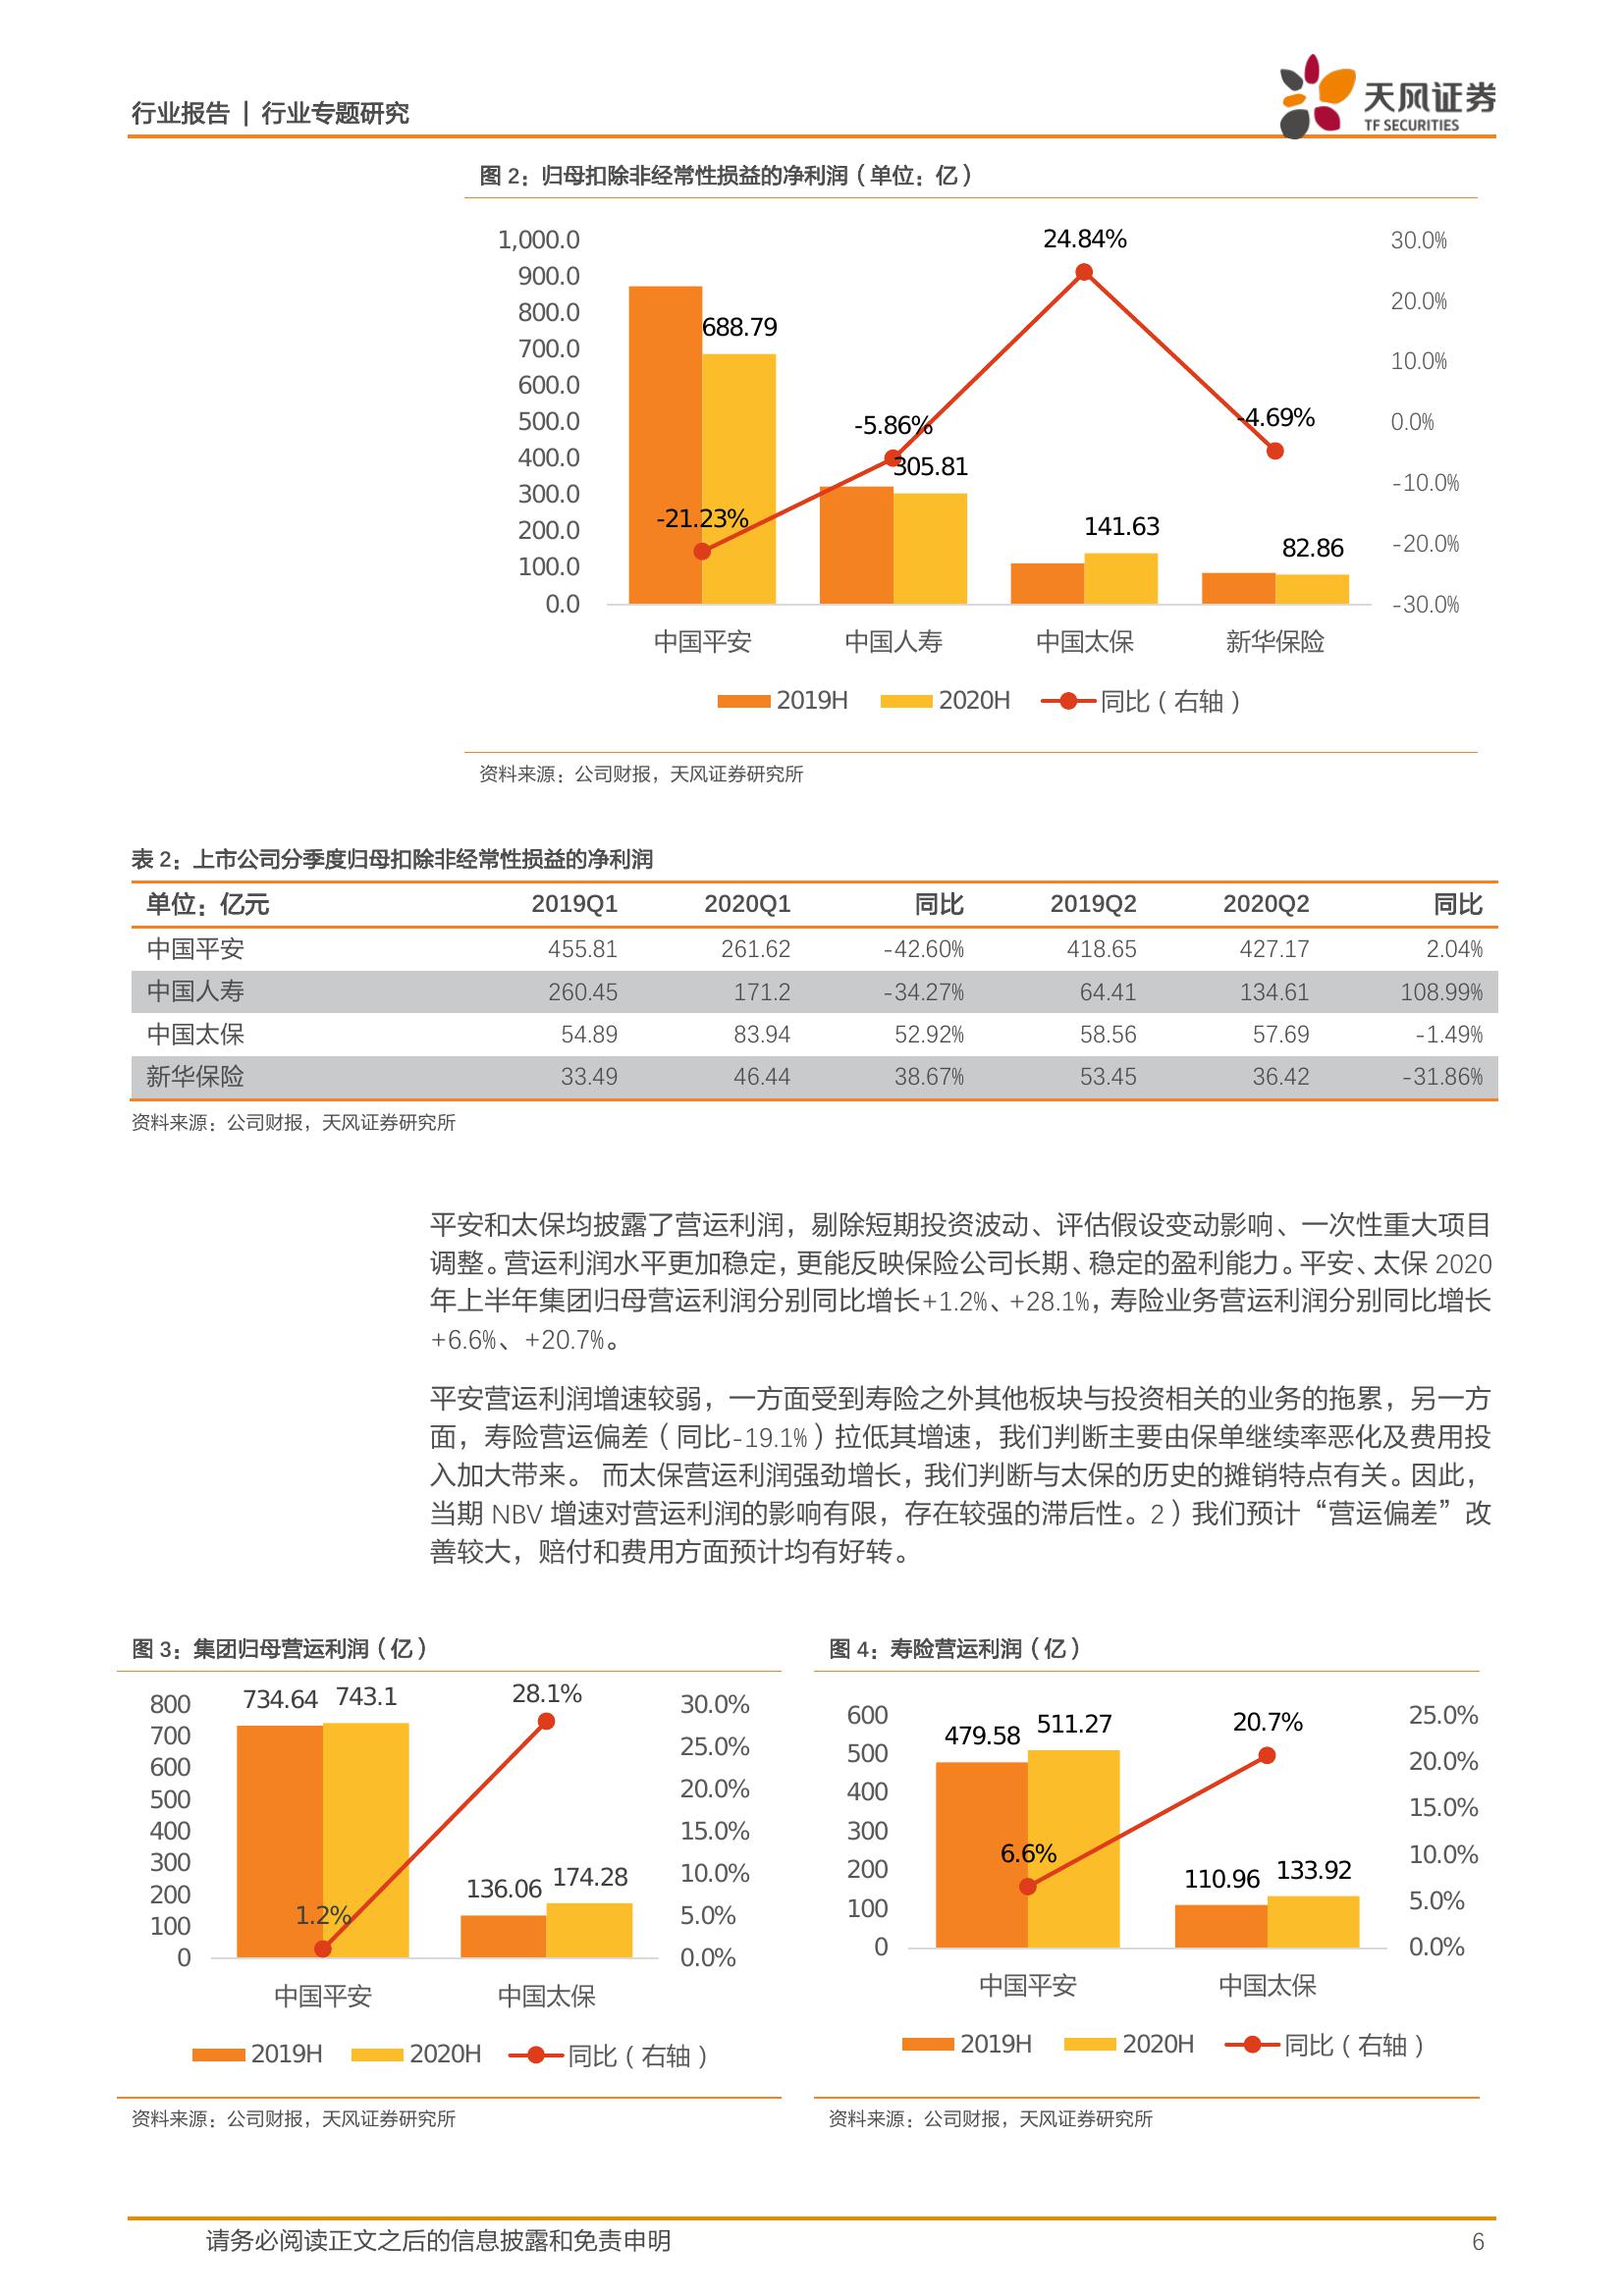 行业报告 | 行业专题研究
天风证券
TF SECURITIES
图 2：归母扣除非经常性损益的净利润（单位：亿）
1,000.0
900.0
800.0
700.0
600.0
500.0
400.0
300.0
200.0
100.0
0.0
30.0%
20.0%
10.0%
0.0%
-10.0%
-20.0%
-30.0%
24.84%
688.79
-5.86%
-4.69%
305.81
-21.23%
141.63
82.86
中国平安 中国人寿 中国太保 新华保险
2019H 2020H 同比（右轴）
资料来源：公司财报，天风证券研究所
表 2：上市公司分季度归母扣除非经常性损益的净利润
单位：亿元 2019Q1 2020Q1 同比 2019Q2 2020Q2 同比
中国平安 455.81 261.62 -42.60% 418.65 427.17 2.04%
中国人寿 260.45 171.2 -34.27% 64.41 134.61 108.99%
中国太保 54.89 83.94 52.92% 58.56 57.69 -1.49%
新华保险 33.49 46.44 38.67% 53.45 36.42 -31.86%
资料来源：公司财报，天风证券研究所
平安和太保均披露了营运利润，剔除短期投资波动、评估假设变动影响、一次性重大项目
调整。营运利润水平更加稳定，更能反映保险公司长期、稳定的盈利能力。平安、太保 2020
年上半年集团归母营运利润分别同比增长+1.2%、+28.1%，寿险业务营运利润分别同比增长
+6.6%、+20.7%。
平安营运利润增速较弱，一方面受到寿险之外其他板块与投资相关的业务的拖累，另一方
面，寿险营运偏差（同比-19.1%）拉低其增速，我们判断主要由保单继续率恶化及费用投
入加大带来。 而太保营运利润强劲增长，我们判断与太保的历史的摊销特点有关。因此，
当期 NBV 增速对营运利润的影响有限，存在较强的滞后性。2）我们预计“营运偏差”改
善较大，赔付和费用方面预计均有好转。
图 3：集团归母营运利润（亿）
800
700
600
500
400
300
200
100
0
734.64 743.1
28.1%
136.06 174.28
1.2%
30.0%
25.0%
20.0%
15.0%
10.0%
5.0%
0.0%
中国平安 中国太保
2019H 2020H 同比（右轴）
资料来源：公司财报，天风证券研究所
图 4：寿险营运利润（亿）
600
500
400
300
200
100
0
479.58 511.27
20.7%
6.6%
110.96 133.92
25.0%
20.0%
15.0%
10.0%
5.0%
0.0%
中国平安 中国太保
2019H 2020H 同比（右轴）
资料来源：公司财报，天风证券研究所
请务必阅读正文之后的信息披露和免责申明 6